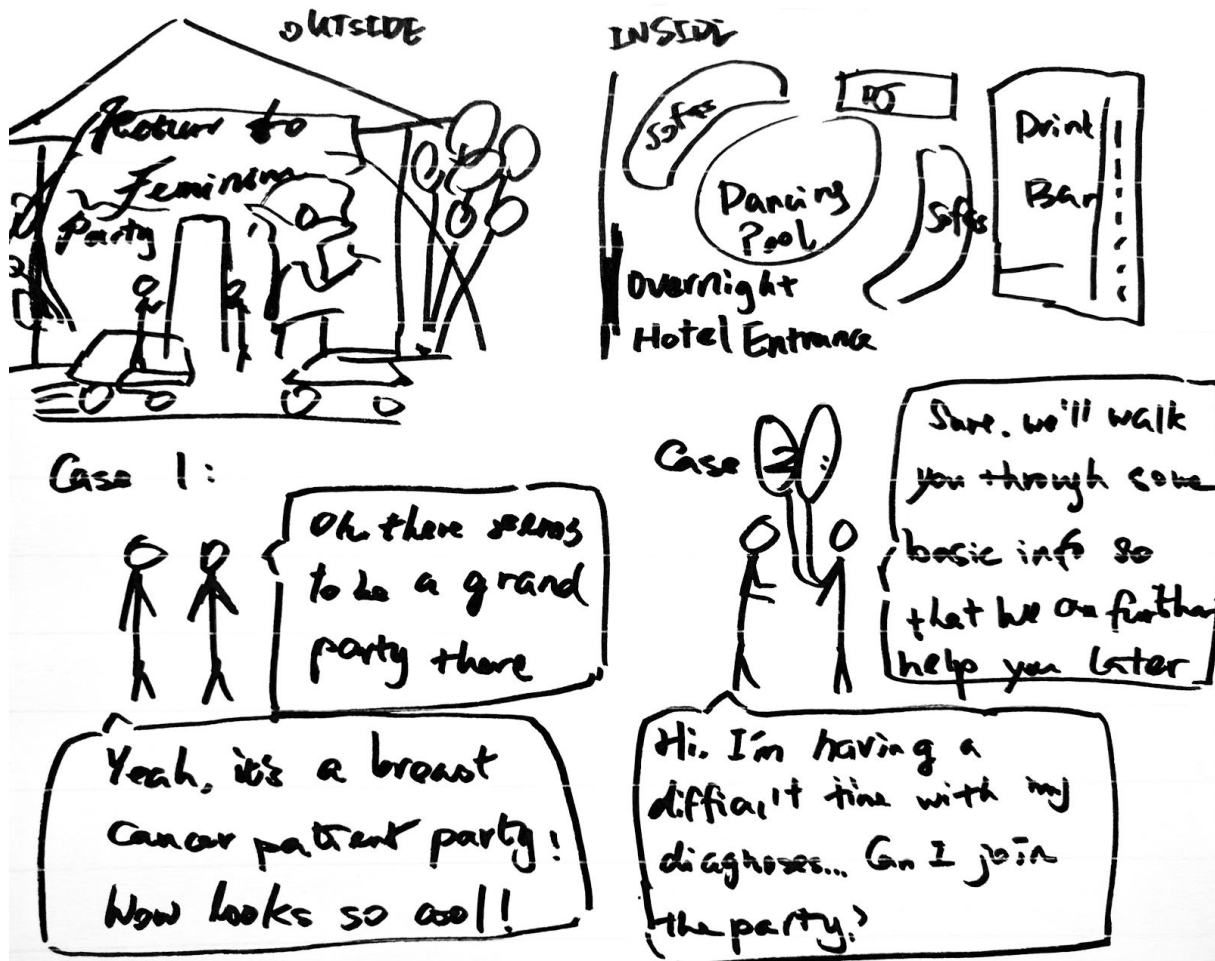 OUTSIDE
Return to
Feminism
Party
INSIDE
Sofas
DJ
Dancing
Pool
Sofas
Drink
Bar
Overnight
Hotel Entrance
Case 1:
Oh, there seems
to be a grand
party there
Yeah, it's a breast
cancer patient party!
Wow looks so cool!
Case 2:
Sure. we'll walk
you through some
basic info so
that we can further
help you later
Hi. I'm having a
difficult time with my
diagnoses... Can I join
the party?